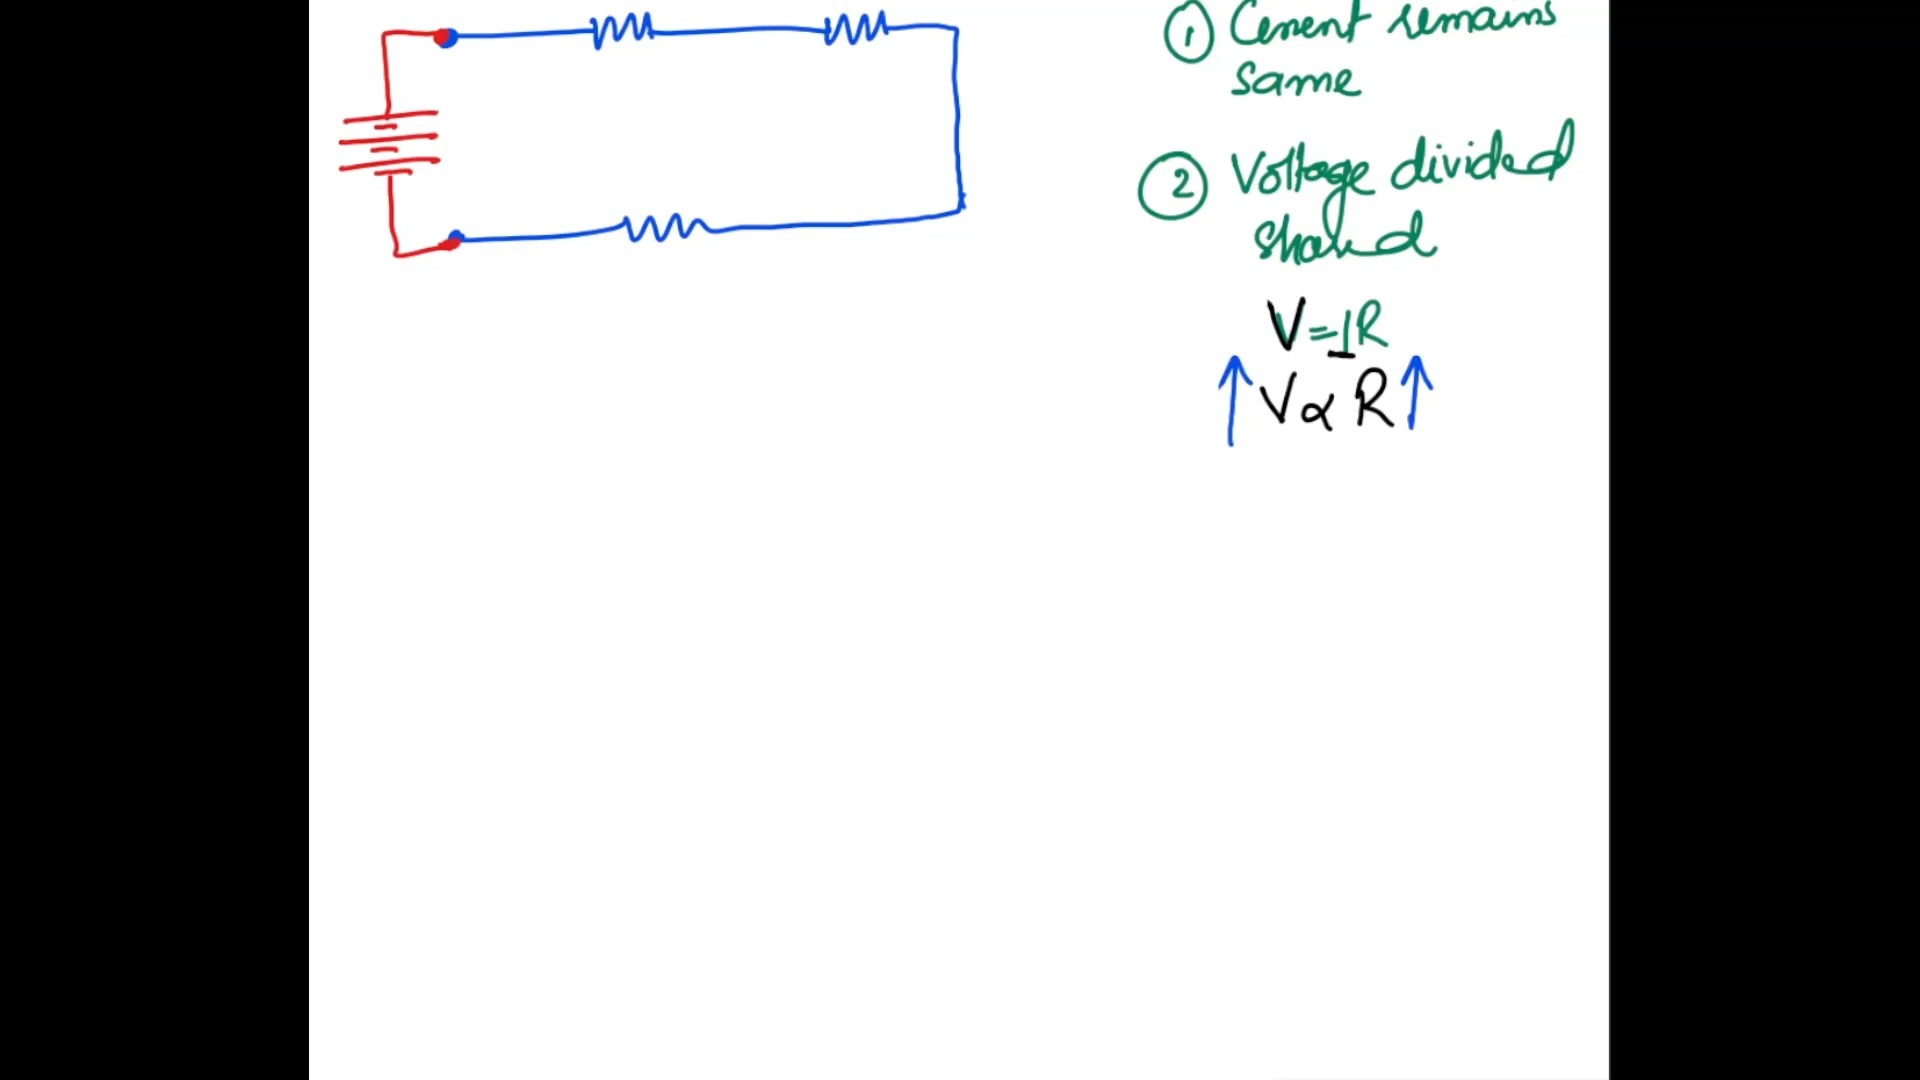 ① Current remains
same
② Voltage divided
shared
V=IR
↑ V∝R ↑